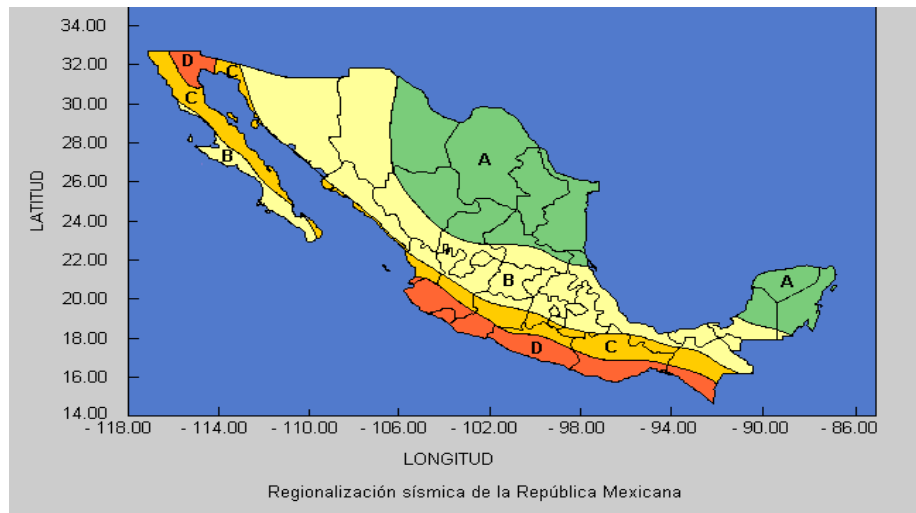 34.00
32.00
30.00
28.00
26.00
24.00
22.00
20.00
18.00
16.00
14.00
LATITUD
D
C
C
B
A
B
A
C
D
- 118.00 - 114.00 - 110.00 - 106.00 - 102.00 - 98.00 - 94.00 - 90.00 - 86.00
LONGITUD
Regionalización sísmica de la República Mexicana